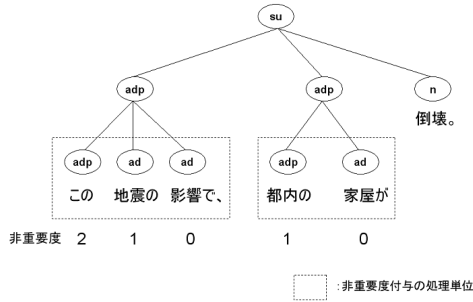 su
adp adp n
倒壊。
adp ad ad adp ad
この 地震の 影響で、 都内の 家屋が
非重要度 2 1 0 1 0
:非重要度付与の処理単位